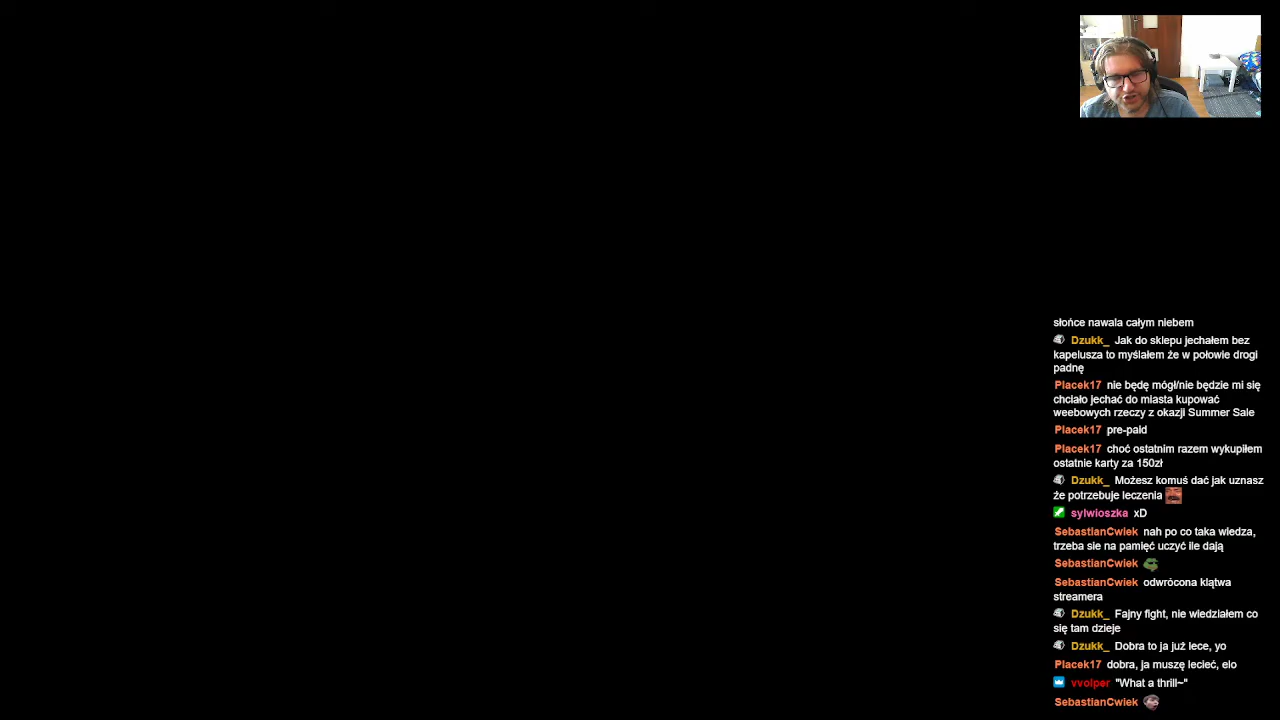 słońce nawala całym niebem
Dzukk_ Jak do sklepu jechałem bez
kapelusza to myślałem że w połowie drogi
padnę
Placek17 nie będę mógł/nie będzie mi się
chciało jechać do miasta kupować
weebowych rzeczy z okazji Summer Sale
Placek17 pre-paid
Placek17 choć ostatnim razem wykupiłem
ostatnie karty za 150zł
Dzukk_ Możesz komuś dać jak uznasz
że potrzebuje leczenia
sylwioszka xD
SebastianCwiek nah po co taka wiedza,
trzeba sie na pamięć uczyć ile dają
SebastianCwiek
SebastianCwiek odwrócona klątwa
streamera
Dzukk_ Fajny fight, nie wiedziałem co
się tam dzieje
Dzukk_ Dobra to ja już lece, yo
Placek17 dobra, ja muszę lecieć, elo
vvolper "What a thrill~"
SebastianCwiek